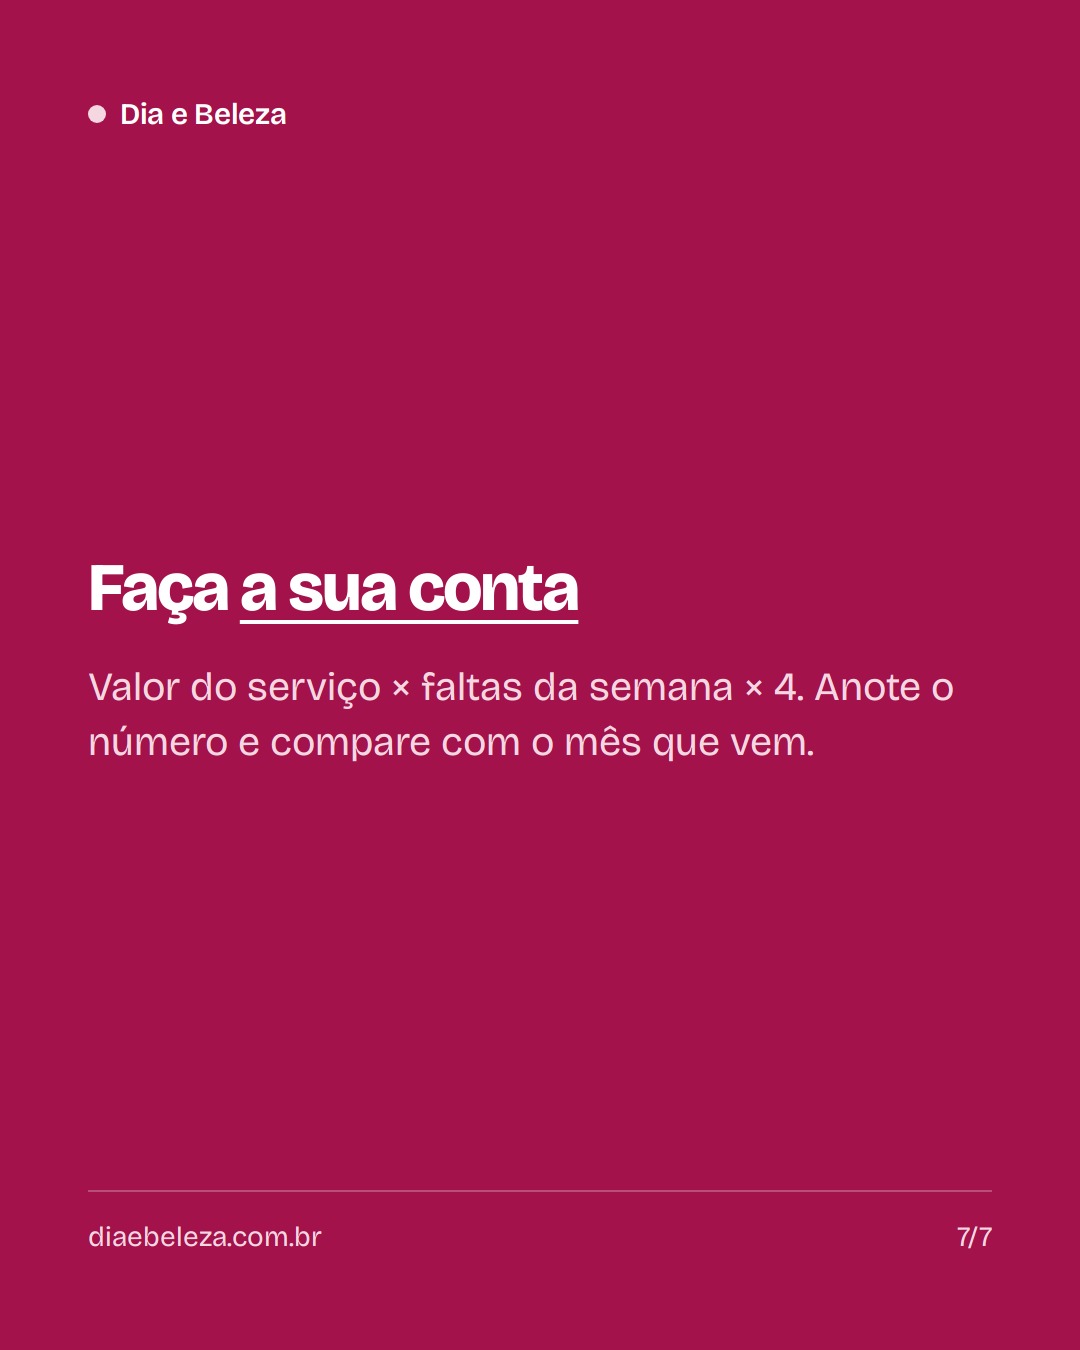 Dia e Beleza
Faça a sua conta
Valor do serviço × faltas da semana × 4. Anote o
número e compare com o mês que vem.
diaebeleza.com.br
7/7